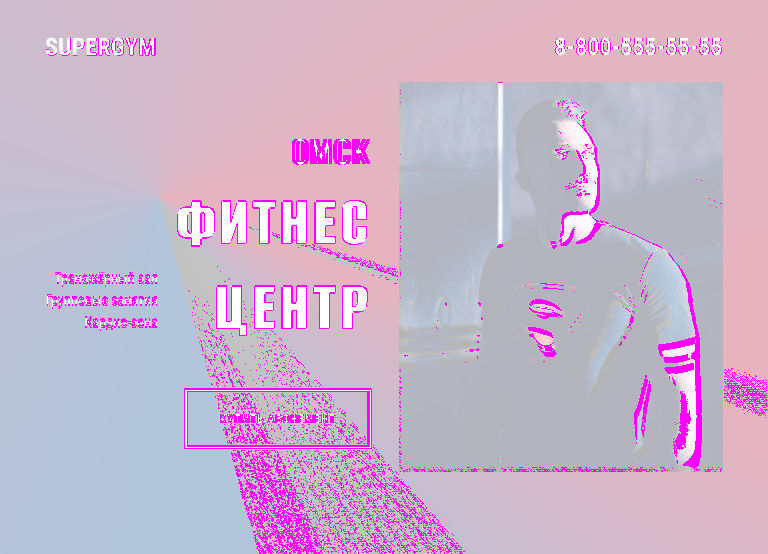 SUPERGYM
8-800-555-55-55
ОМСК
ФИТНЕС
ЦЕНТР
Тренажёрный зал
Групповые занятия
Кардио-зона